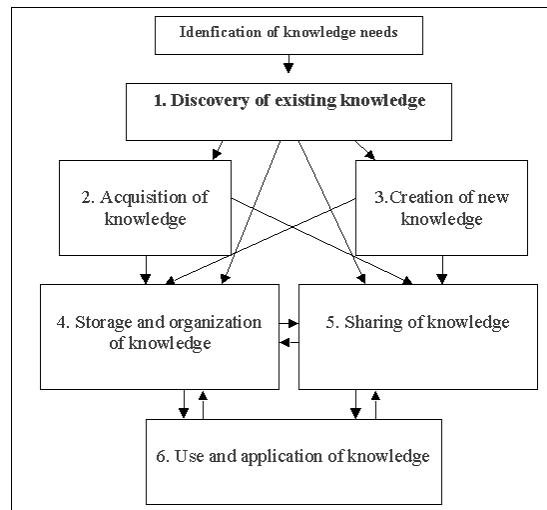 Idenfication of knowledge needs
1. Discovery of existing knowledge
2. Acquisition of
knowledge
3.Creation of new
knowledge
4. Storage and organization
of knowledge
5. Sharing of knowledge
6. Use and application of knowledge